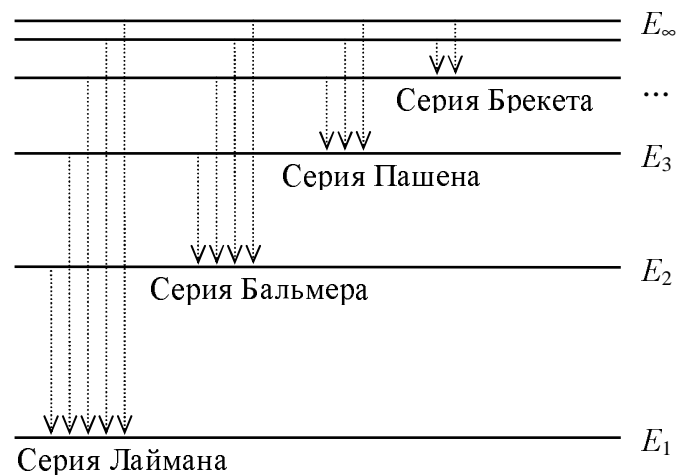 E∞
Серия Брекета ...
E3
Серия Пашена
E2
Серия Бальмера
E1
Серия Лаймана